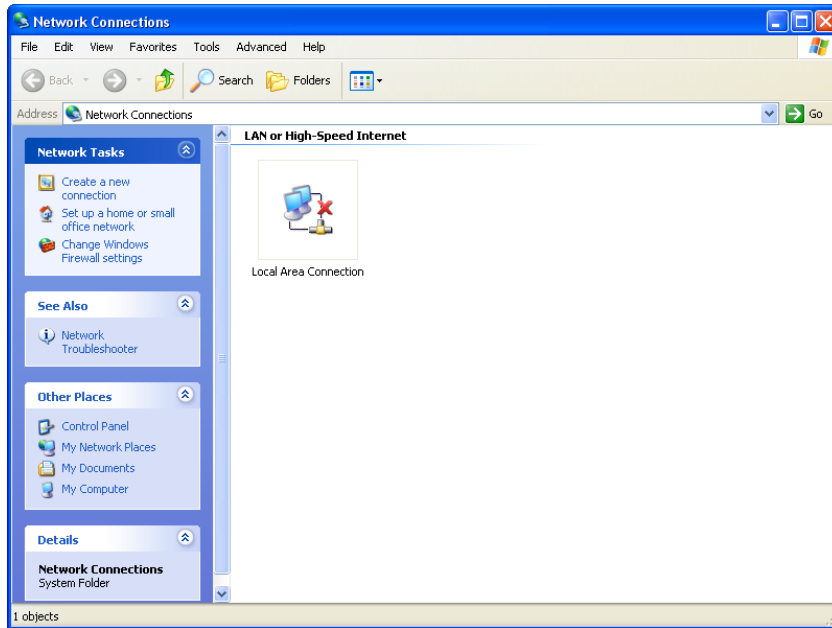 Network Connections
File Edit View Favorites Tools Advanced Help
Back Search Folders
Address Network Connections Go
Network Tasks
Create a new
connection
Set up a home or small
office network
Change Windows
Firewall settings
See Also
Network
Troubleshooter
Other Places
Control Panel
My Network Places
My Documents
My Computer
Details
Network Connections
System Folder
LAN or High-Speed Internet
Local Area Connection
1 objects